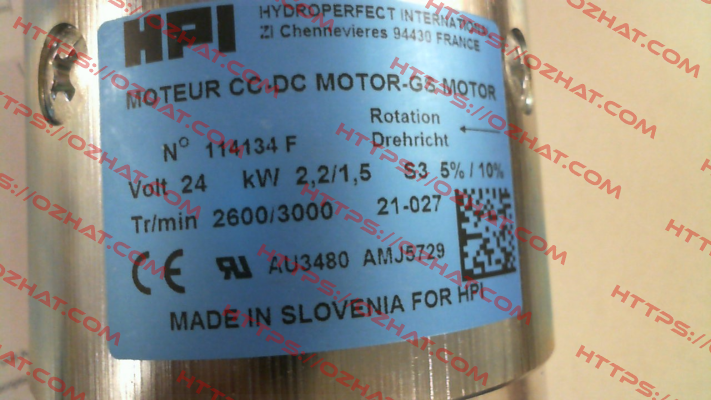 HPI
HYDROPERFECT INTERNATIONAL
ZI Chennevieres 94430 FRANCE
MOTEUR CC-DC MOTOR-GS MOTOR
Rotation
Drehricht
N° 114134 F
Volt 24 kW 2,2/1,5 S3 5% / 10%
Tr/min 2600/3000 21-027
CE AU3480 AMJ5729
MADE IN SLOVENIA FOR HPI
HTTPS://OZHAT.COM